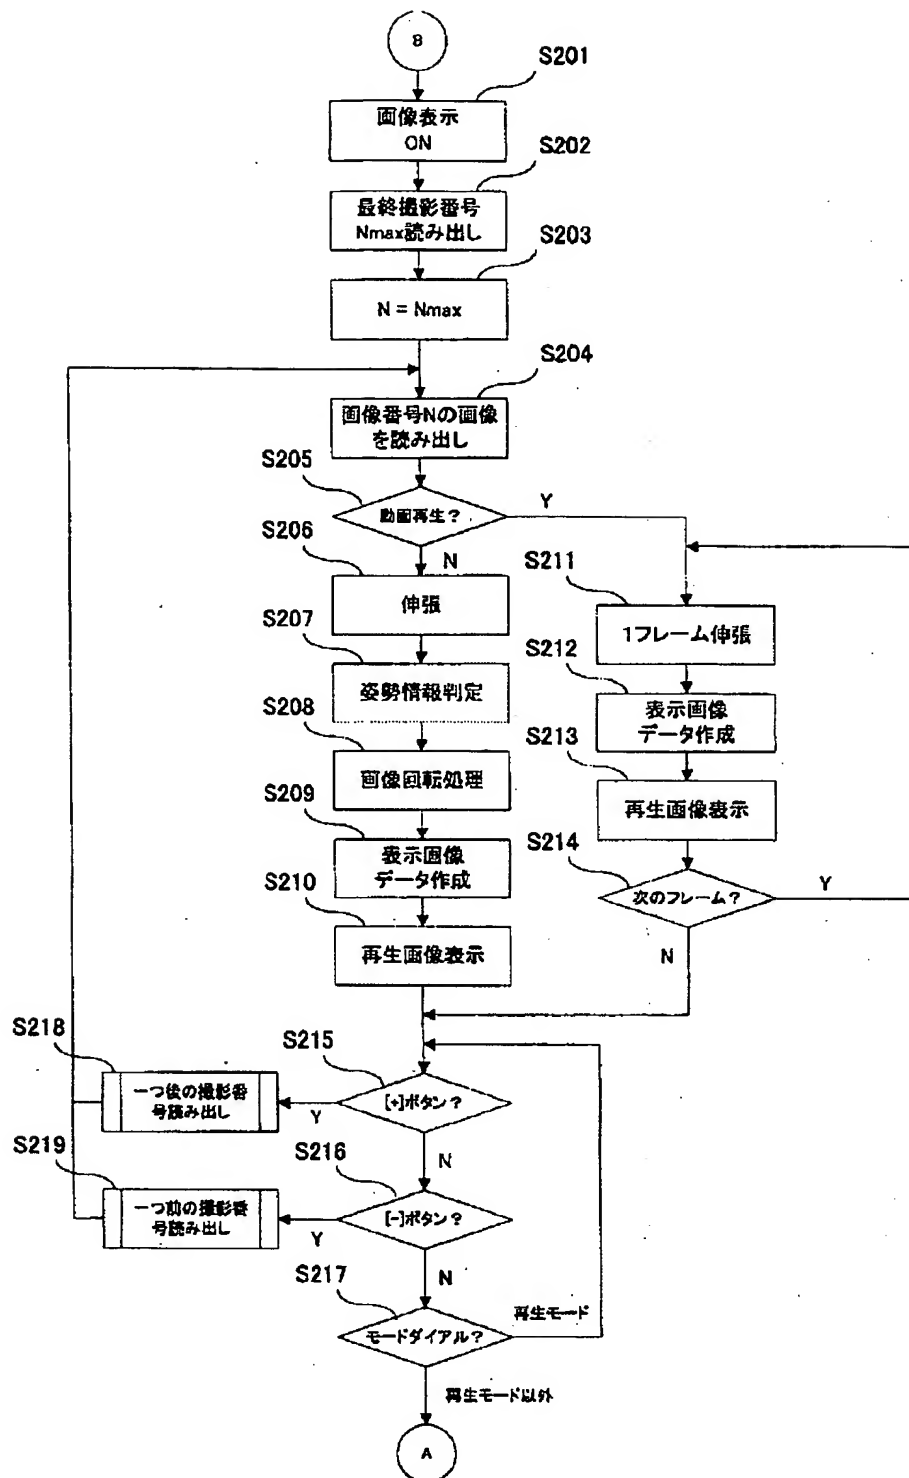 B
S201
画像表示
ON
S202
最終撮影番号
Nmax読み出し
S203
N = Nmax
S204
画像番号Nの画像
を読み出し
S205
動画再生?
Y
N
S206
伸張
S207
姿勢情報判定
S208
画像回転処理
S209
表示画像
データ作成
S210
再生画像表示
S211
1フレーム伸張
S212
表示画像
データ作成
S213
再生画像表示
S214
次のフレーム?
Y
N
S215
[+]ボタン?
Y
N
S218
一つ後の撮影番
号読み出し
S216
[-]ボタン?
Y
N
S219
一つ前の撮影番
号読み出し
S217
モードダイアル?
再生モード
再生モード以外
A